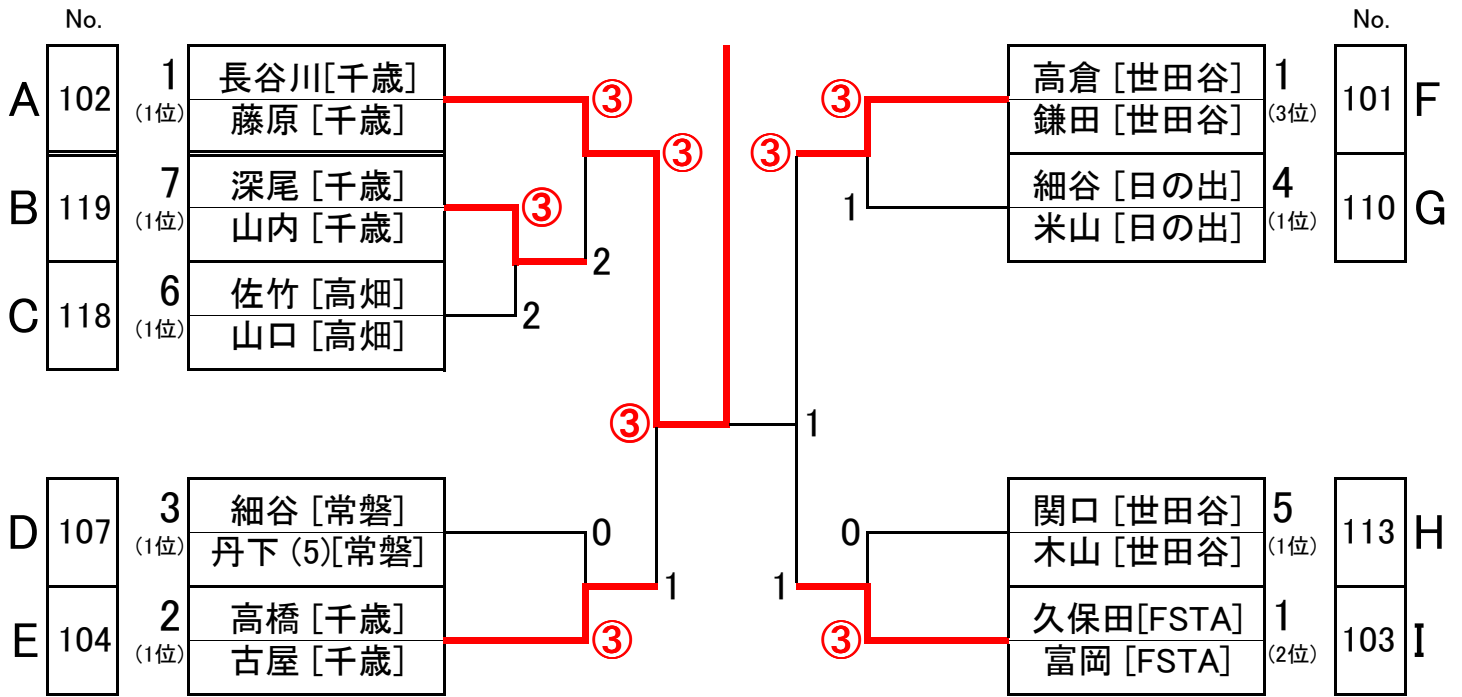 No.
A 102 1 (1位) 長谷川[千歳]
藤原 [千歳]
③
③
B 119 7 (1位) 深尾 [千歳]
山内 [千歳]
③
2
C 118 6 (1位) 佐竹 [高畑]
山口 [高畑]
2
③
D 107 3 (1位) 細谷 [常磐]
丹下 (5)[常磐]
0
1
E 104 2 (1位) 高橋 [千歳]
古屋 [千歳]
③
No.
③
高倉 [世田谷] 1 (3位) 101 F
鎌田 [世田谷]
③
1
細谷 [日の出] 4 (1位) 110 G
米山 [日の出]
1
0
関口 [世田谷] 5 (1位) 113 H
木山 [世田谷]
1
③
久保田[FSTA] 1 (2位) 103 I
富岡 [FSTA]